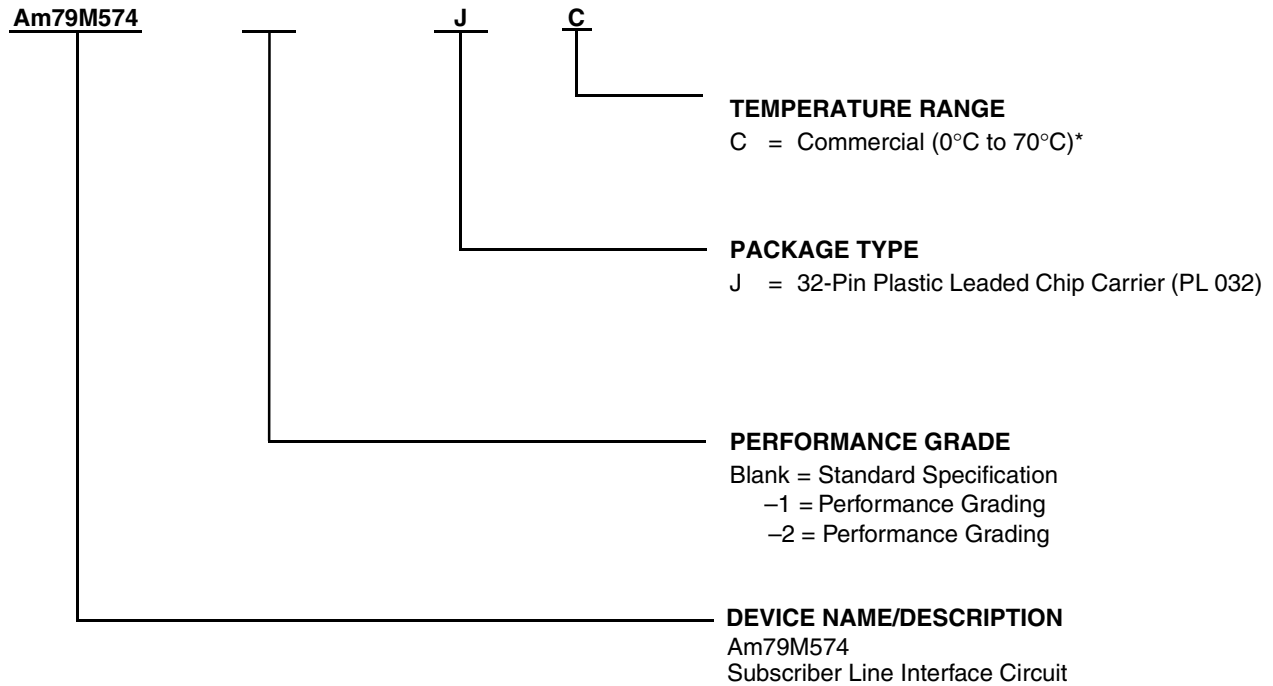 Am79M574 J C
TEMPERATURE RANGE
C = Commercial (0°C to 70°C)*
PACKAGE TYPE
J = 32-Pin Plastic Leaded Chip Carrier (PL 032)
PERFORMANCE GRADE
Blank = Standard Specification
–1 = Performance Grading
–2 = Performance Grading
DEVICE NAME/DESCRIPTION
Am79M574
Subscriber Line Interface Circuit